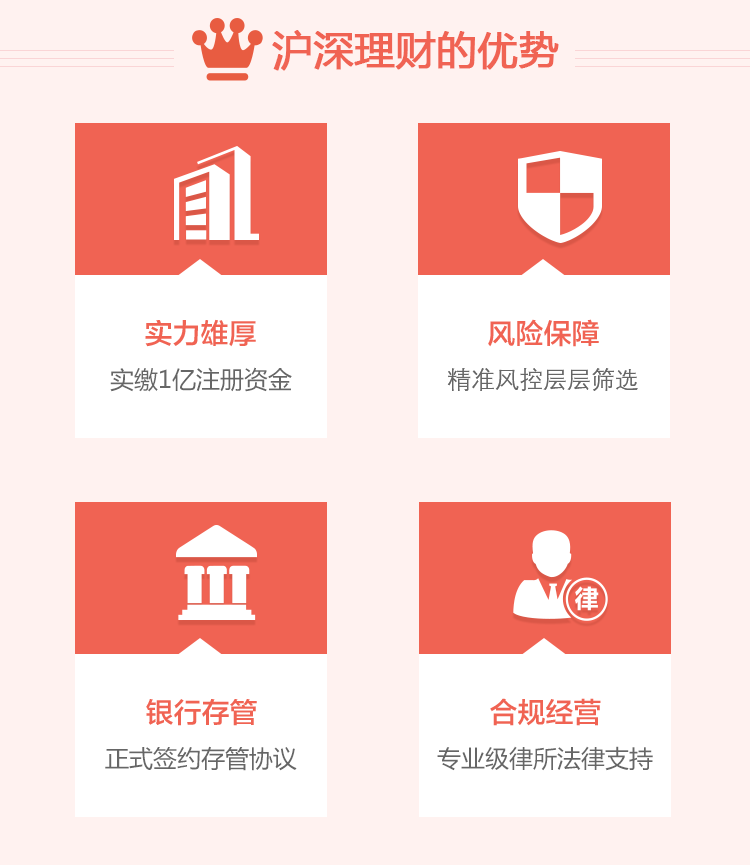 沪深理财的优势
实力雄厚
实缴1亿注册资金
风险保障
精准风控层层筛选
银行存管
正式签约存管协议
律
合规经营
专业级律所法律支持